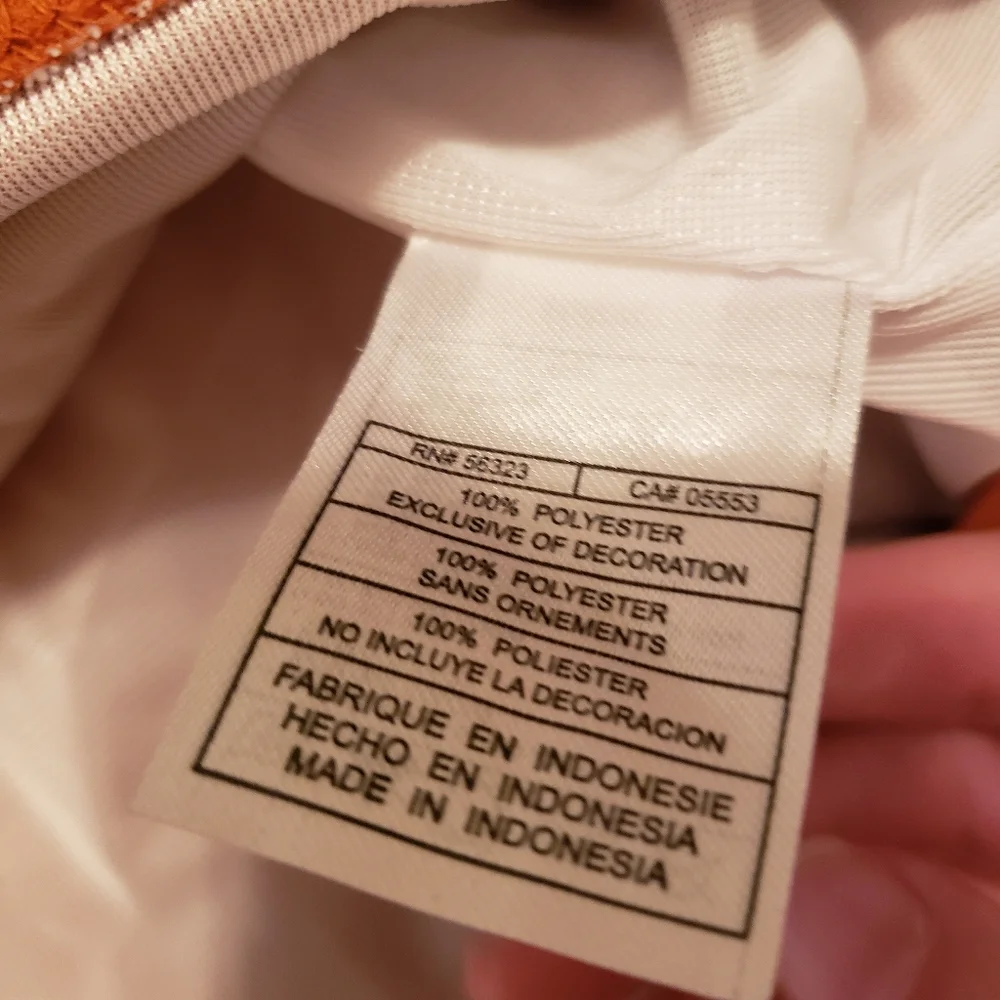 RN# 56323 CA# 05553
100% POLYESTER
EXCLUSIVE OF DECORATION
100% POLYESTER
SANS ORNEMENTS
100% POLIESTER
NO INCLUYE LA DECORACION
FABRIQUE EN INDONESIE
HECHO EN INDONESIA
MADE IN INDONESIA